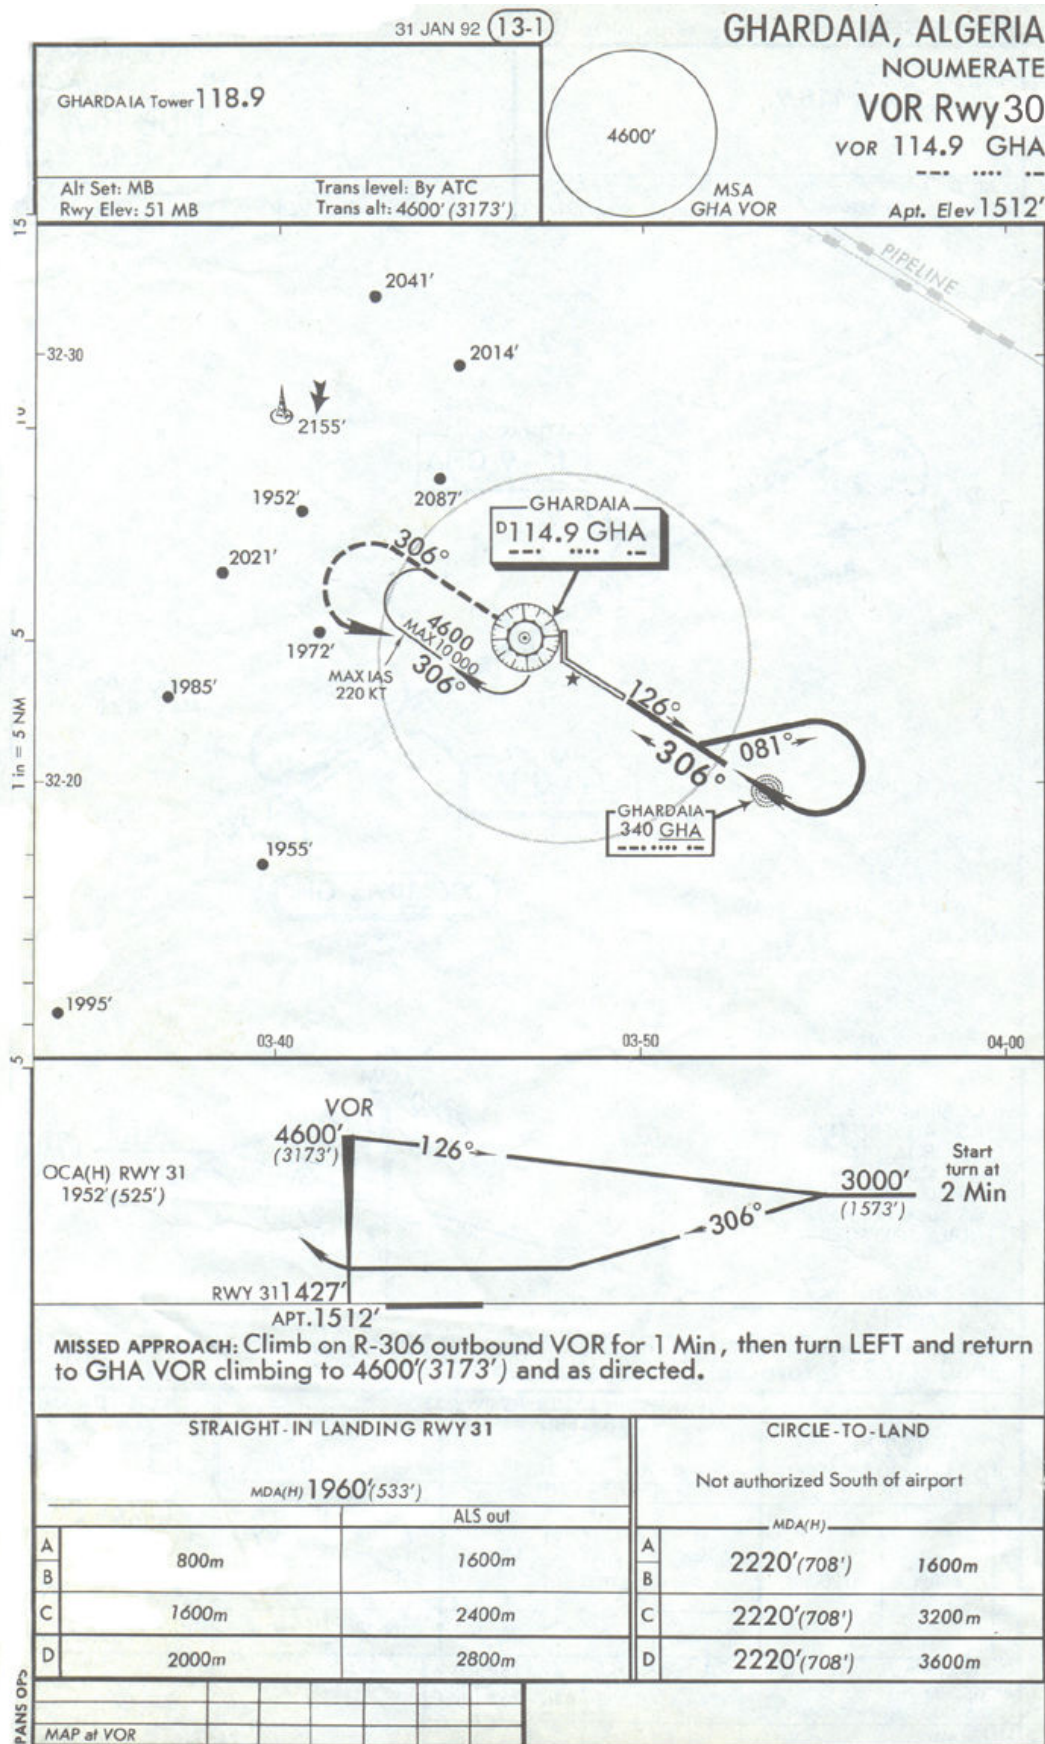 31 JAN 92 13-1
GHARDAIA, ALGERIA
NOUMERATE
VOR Rwy 30
VOR 114.9 GHA
Apt. Elev 1512'
GHARDAIA Tower 118.9
Alt Set: MB
Rwy Elev: 51 MB
Trans level: By ATC
Trans alt: 4600' (3173')
4600'
MSA
GHA VOR
15
PIPELINE
2041'
32-30
2014'
10
2155'
2087'
1952'
GHARDAIA
D114.9 GHA
306°
2021'
4600
MAX 10 000
306°
5
1972'
MAX IAS
220 KT
1985'
126°
306°
081°
1 in = 5 NM
32-20
GHARDAIA
340 GHA
1955'
1995'
5
03-40
03-50
04-00
VOR
4600'
(3173')
126°
OCA(H) RWY 31
1952' (525')
3000'
(1573')
Start
turn at
2 Min
306°
RWY 31 1427'
APT. 1512'
MISSED APPROACH: Climb on R-306 outbound VOR for 1 Min, then turn LEFT and return
to GHA VOR climbing to 4600' (3173') and as directed.
STRAIGHT-IN LANDING RWY 31
MDA(H) 1960' (533')
ALS out
A
B
800m
1600m
C
1600m
2400m
D
2000m
2800m
CIRCLE-TO-LAND
Not authorized South of airport
MDA(H)
A
B
2220' (708')
1600m
C
2220' (708')
3200m
D
2220' (708')
3600m
PANS OPS
MAP at VOR